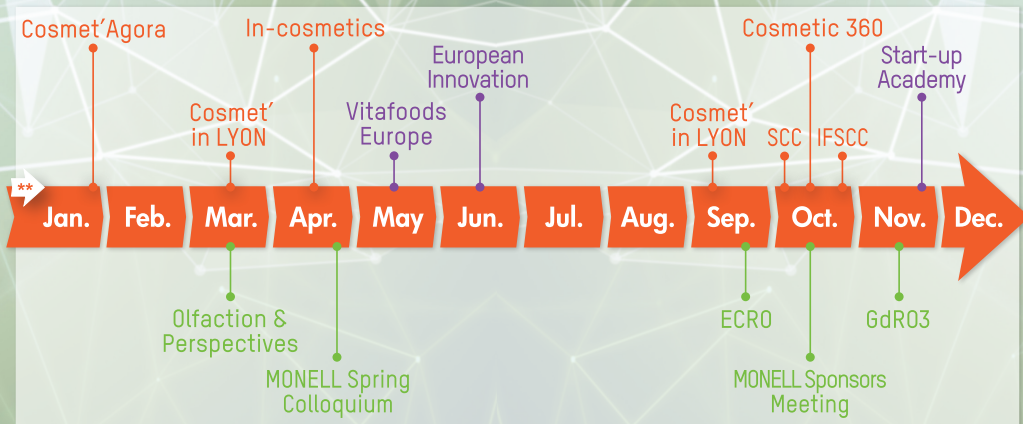 Cosmet'Agora
In-cosmetics
Cosmetic 360
European
Innovation
Start-up
Academy
Cosmet'
in LYON
Vitafoods
Europe
Cosmet'
in LYON
SCC
IFSCC
**
Jan.
Feb.
Mar.
Apr.
May
Jun.
Jul.
Aug.
Sep.
Oct.
Nov.
Dec.
Olfaction &
Perspectives
ECRO
GdRO3
MONELL Spring
Colloquium
MONELL Sponsors
Meeting